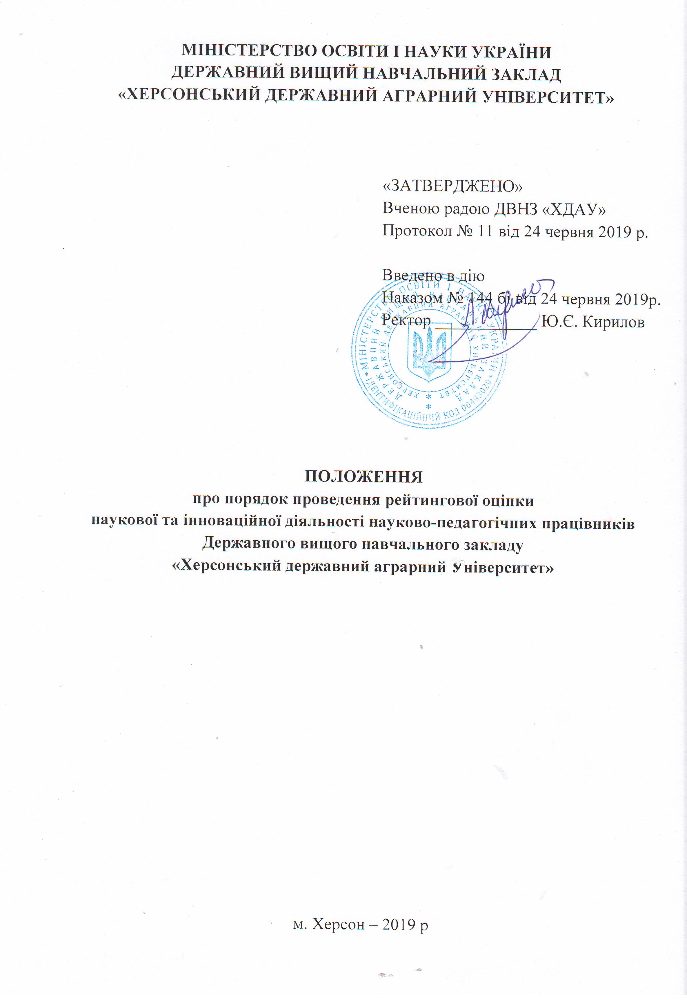 МІНІСТЕРСТВО ОСВІТИ І НАУКИ УКРАЇНИ
ДЕРЖАВНИЙ ВИЩИЙ НАВЧАЛЬНИЙ ЗАКЛАД
«ХЕРСОНСЬКИЙ ДЕРЖАВНИЙ АГРАРНИЙ УНІВЕРСИТЕТ»
«ЗАТВЕРДЖЕНО»
Вченою радою ДВНЗ «ХДАУ»
Протокол № 11 від 24 червня 2019 р.
Введено в дію
Наказом № 144 бі від 24 червня 2019р.
Ректор ____________ Ю.Є. Кирилов
МІНІСТЕРСТВО ОСВІТИ І НАУКИ УКРАЇНИ
* ІДЕНТИФІКАЦІЙНИЙ КОД 00493020 *
ДЕРЖАВНИЙ ВИЩИЙ НАВЧАЛЬНИЙ ЗАКЛАД *
ХЕРСОНСЬКИЙ ДЕРЖАВНИЙ АГРАРНИЙ УНІВЕРСИТЕТ *
ПОЛОЖЕННЯ
про порядок проведення рейтингової оцінки
наукової та інноваційної діяльності науково-педагогічних працівників
Державного вищого навчального закладу
«Херсонський державний аграрний Університет»
м. Херсон – 2019 р